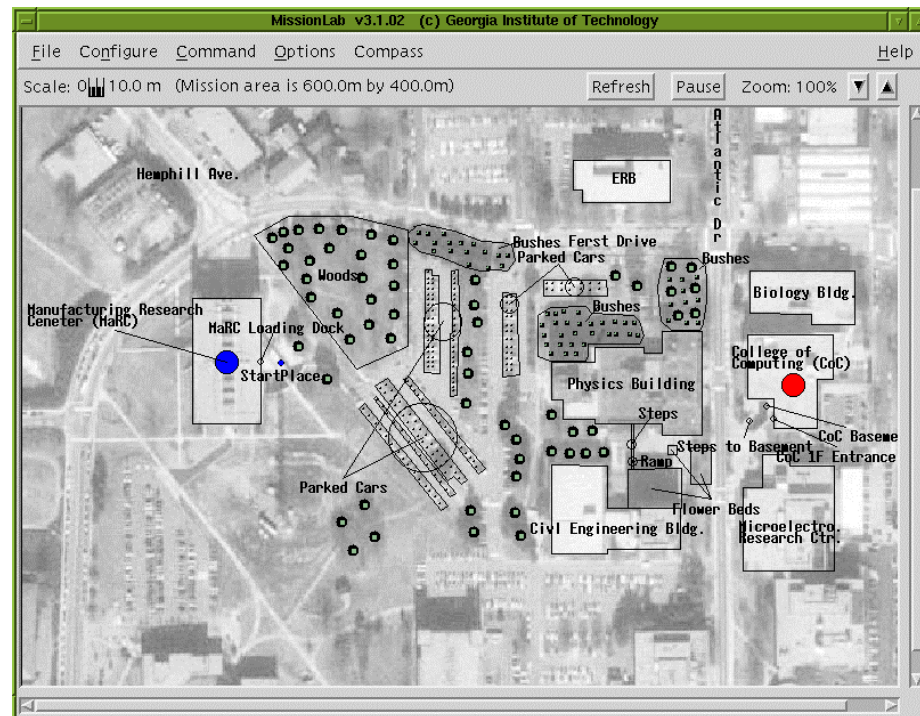 MissionLab v3.1.02 (c) Georgia Institute of Technology
File Configure Command Options Compass Help
Scale: 0 10.0 m (Mission area is 600.0m by 400.0m) Refresh Pause Zoom: 100%
Atlantic Dr
Hemphill Ave.
ERB
Bushes Ferst Drive
Parked Cars
Bushes
Woods
Biology Bldg.
Manufacturing Research
Ceneter (MaRC)
Bushes
MaRC Loading Dock
College of
Computing (CoC)
StartPlace
Physics Building
Steps
CoC Baseme
Steps to Basement
CoC 1F Entrance
Ramp
Parked Cars
Flower Beds
Civl Engineering Bldg.
Microelectro.
Research Ctr.